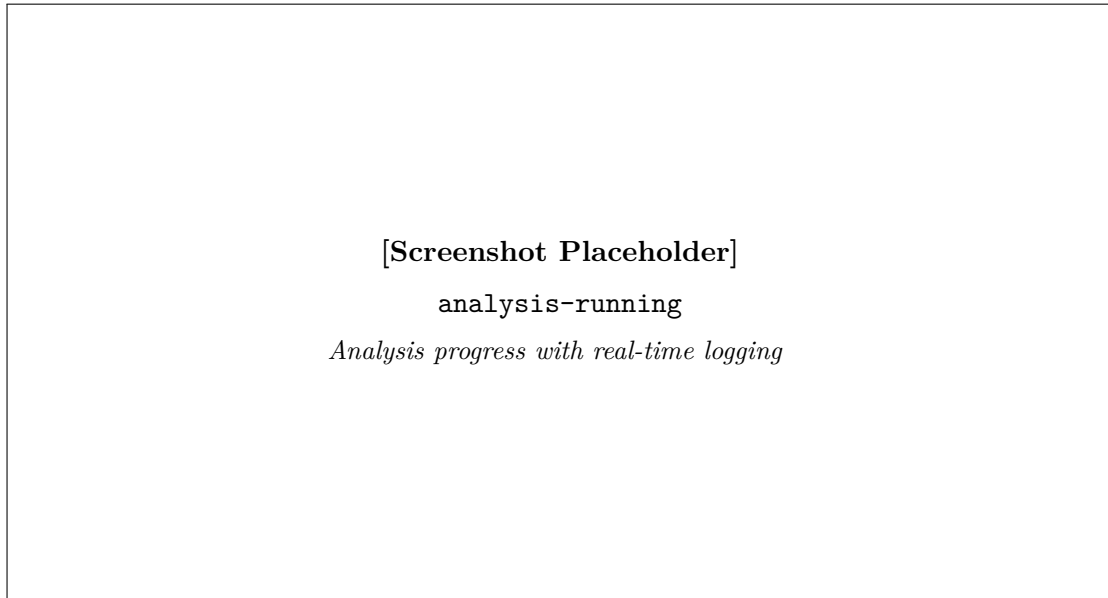 [Screenshot Placeholder]
analysis-running
Analysis progress with real-time logging